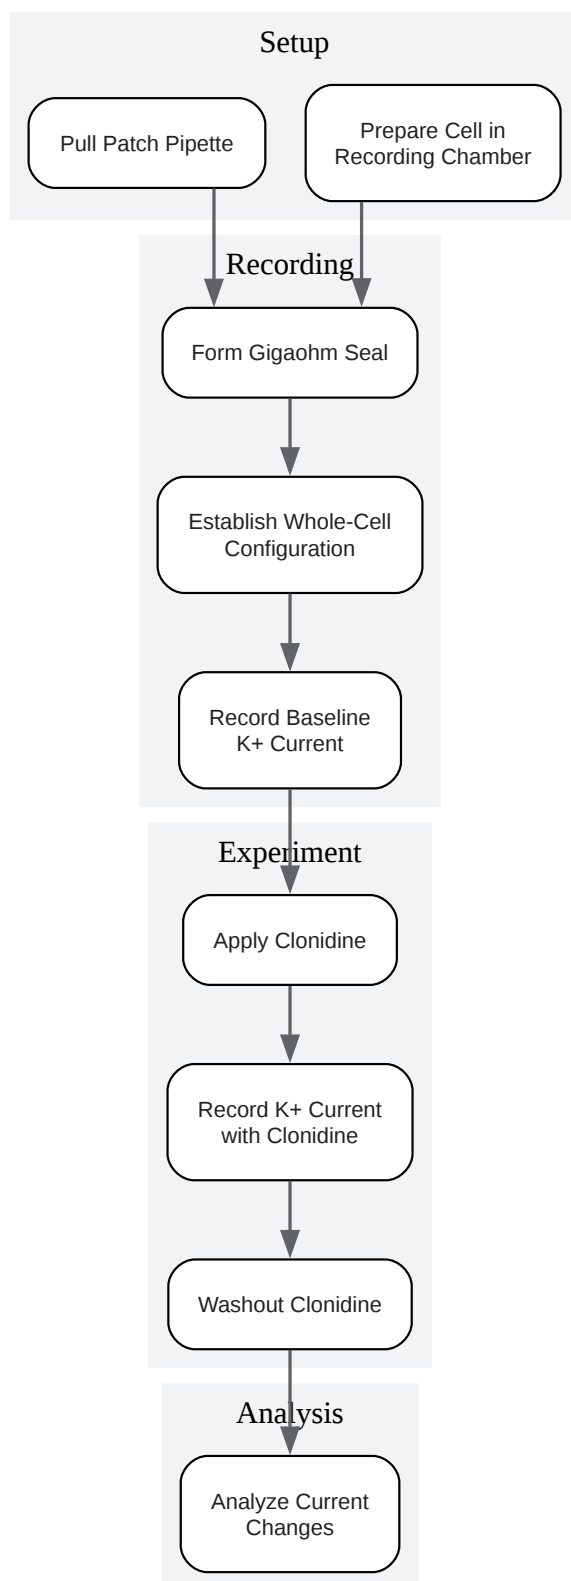 Setup
Pull Patch Pipette
Prepare Cell in
Recording Chamber
Recording
Form Gigaohm Seal
Establish Whole-Cell
Configuration
Record Baseline
K+ Current
Experiment
Apply Clonidine
Record K+ Current
with Clonidine
Washout Clonidine
Analysis
Analyze Current
Changes